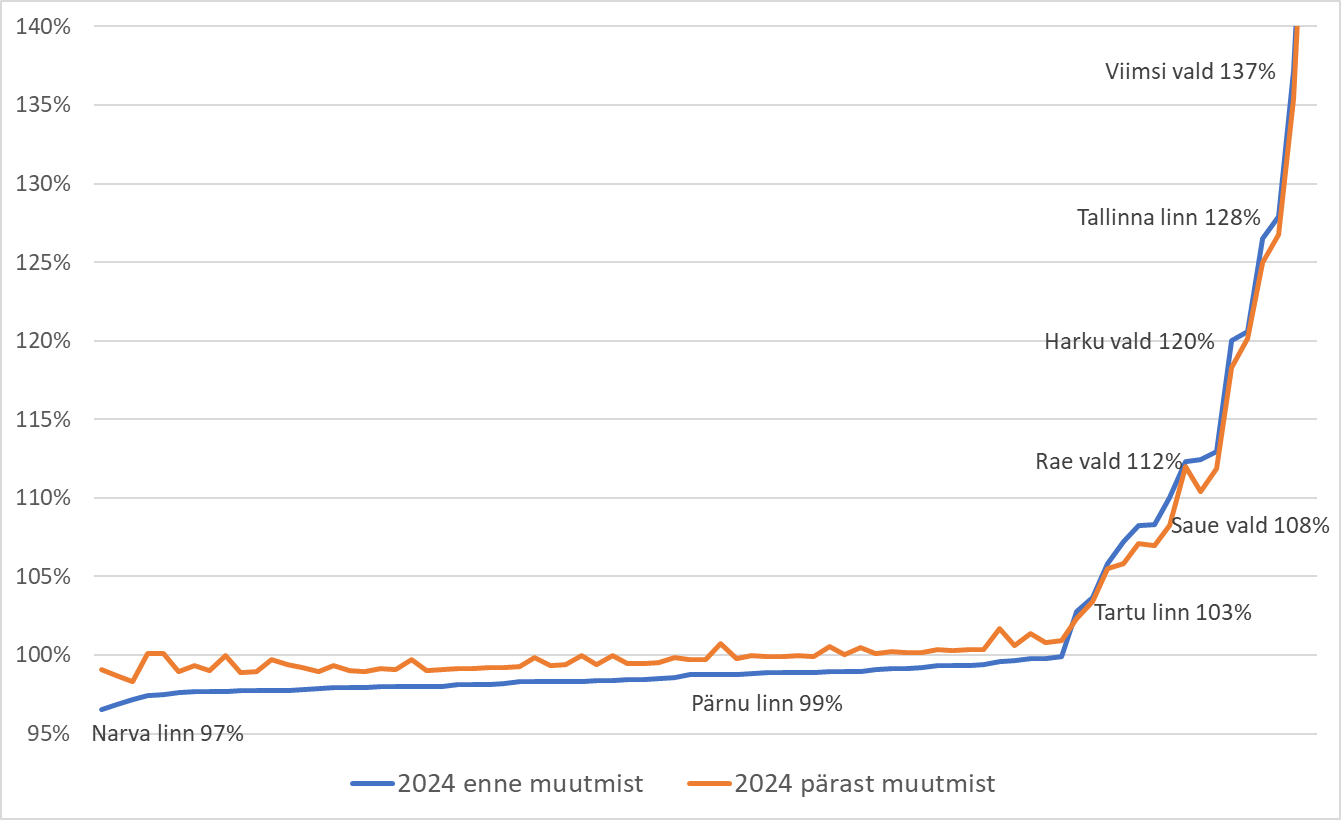 140%
Viimsi vald 137%
135%
130%
Tallinna linn 128%
125%
120%
Harku vald 120%
115%
Rae vald 112%
110%
Saue vald 108%
105%
Tartu linn 103%
100%
Pärnu linn 99%
95%
Narva linn 97%
2024 enne muutmist
2024 pärast muutmist